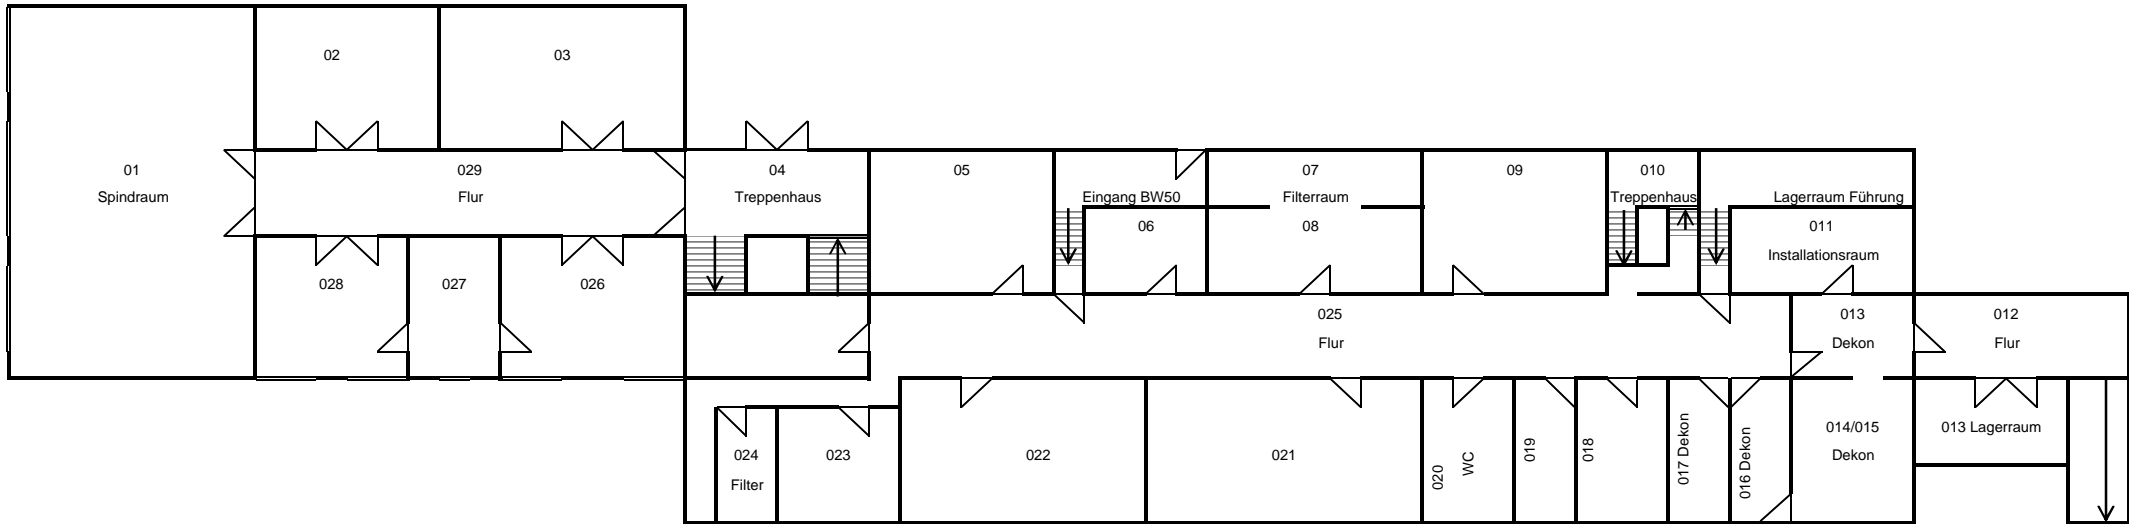 02
03
01
Spindraum
029
Flur
04
Treppenhaus
05
Eingang BW50
06
07
Filterraum
08
09
010
Treppenhaus
Lagerraum Führung
011
Installationsraum
028
027
026
025
Flur
013
Dekon
012
Flur
024
Filter
023
022
021
020
WC
019
018
017 Dekon
016 Dekon
014/015
Dekon
013 Lagerraum